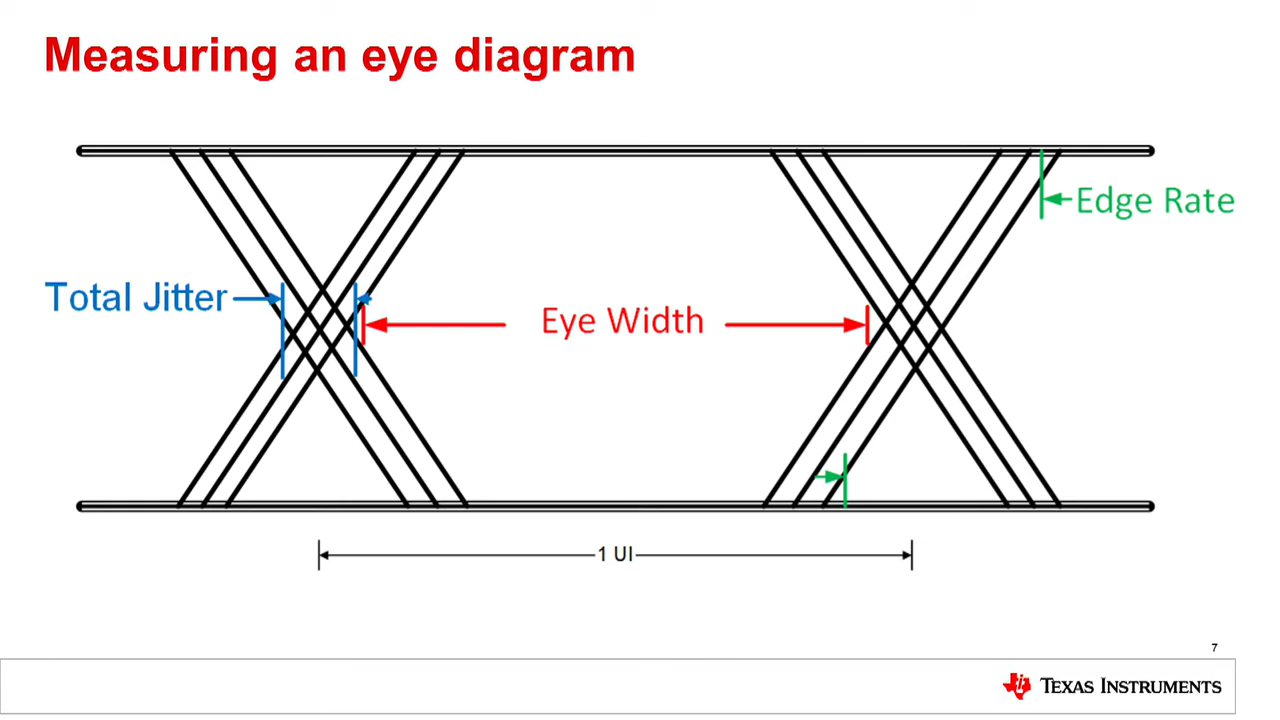 Measuring an eye diagram
Edge Rate
Total Jitter
Eye Width
1 UI
7
TEXAS INSTRUMENTS